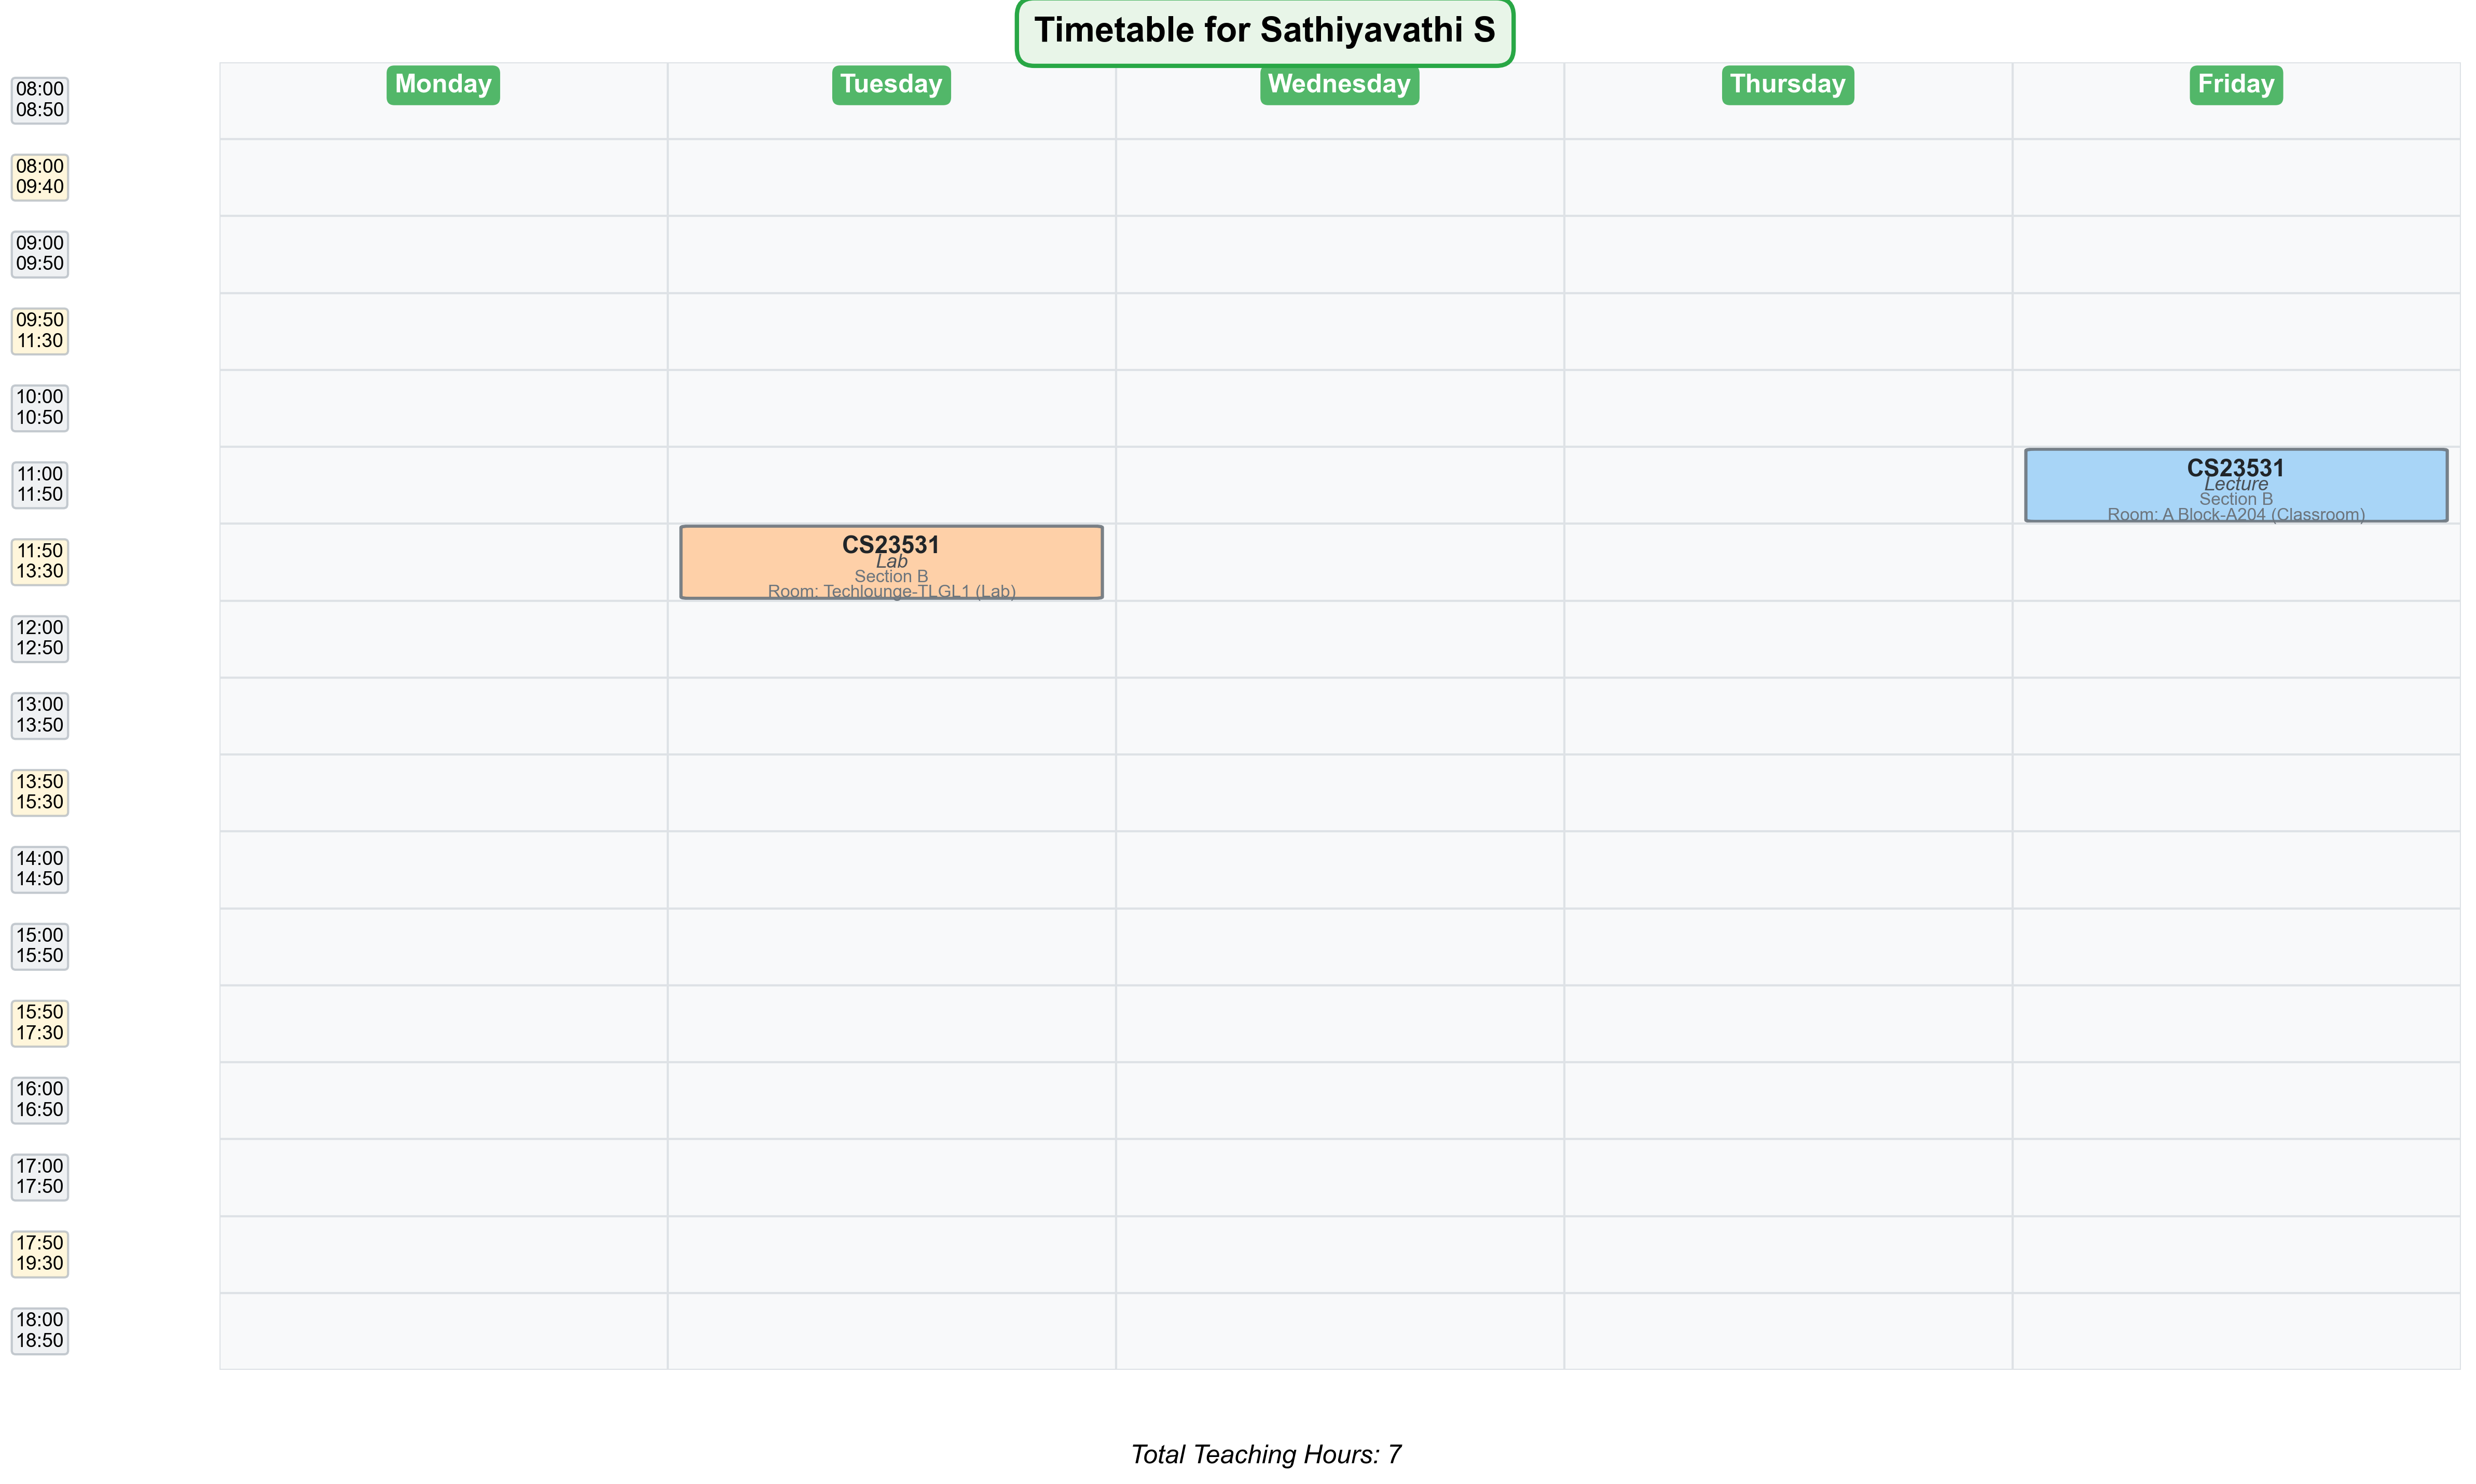 Timetable for Sathiyavathi S
Monday
Tuesday
Wednesday
Thursday
Friday
08:00
08:50
08:00
09:40
09:00
09:50
09:50
11:30
10:00
10:50
11:00
11:50
CS23531
Lecture
Section B
Room: A Block-A204 (Classroom)
11:50
13:30
CS23531
Lab
Section B
Room: Techlounge-TLGL1 (Lab)
12:00
12:50
13:00
13:50
13:50
15:30
14:00
14:50
15:00
15:50
15:50
17:30
16:00
16:50
17:00
17:50
17:50
19:30
18:00
18:50
Total Teaching Hours: 7